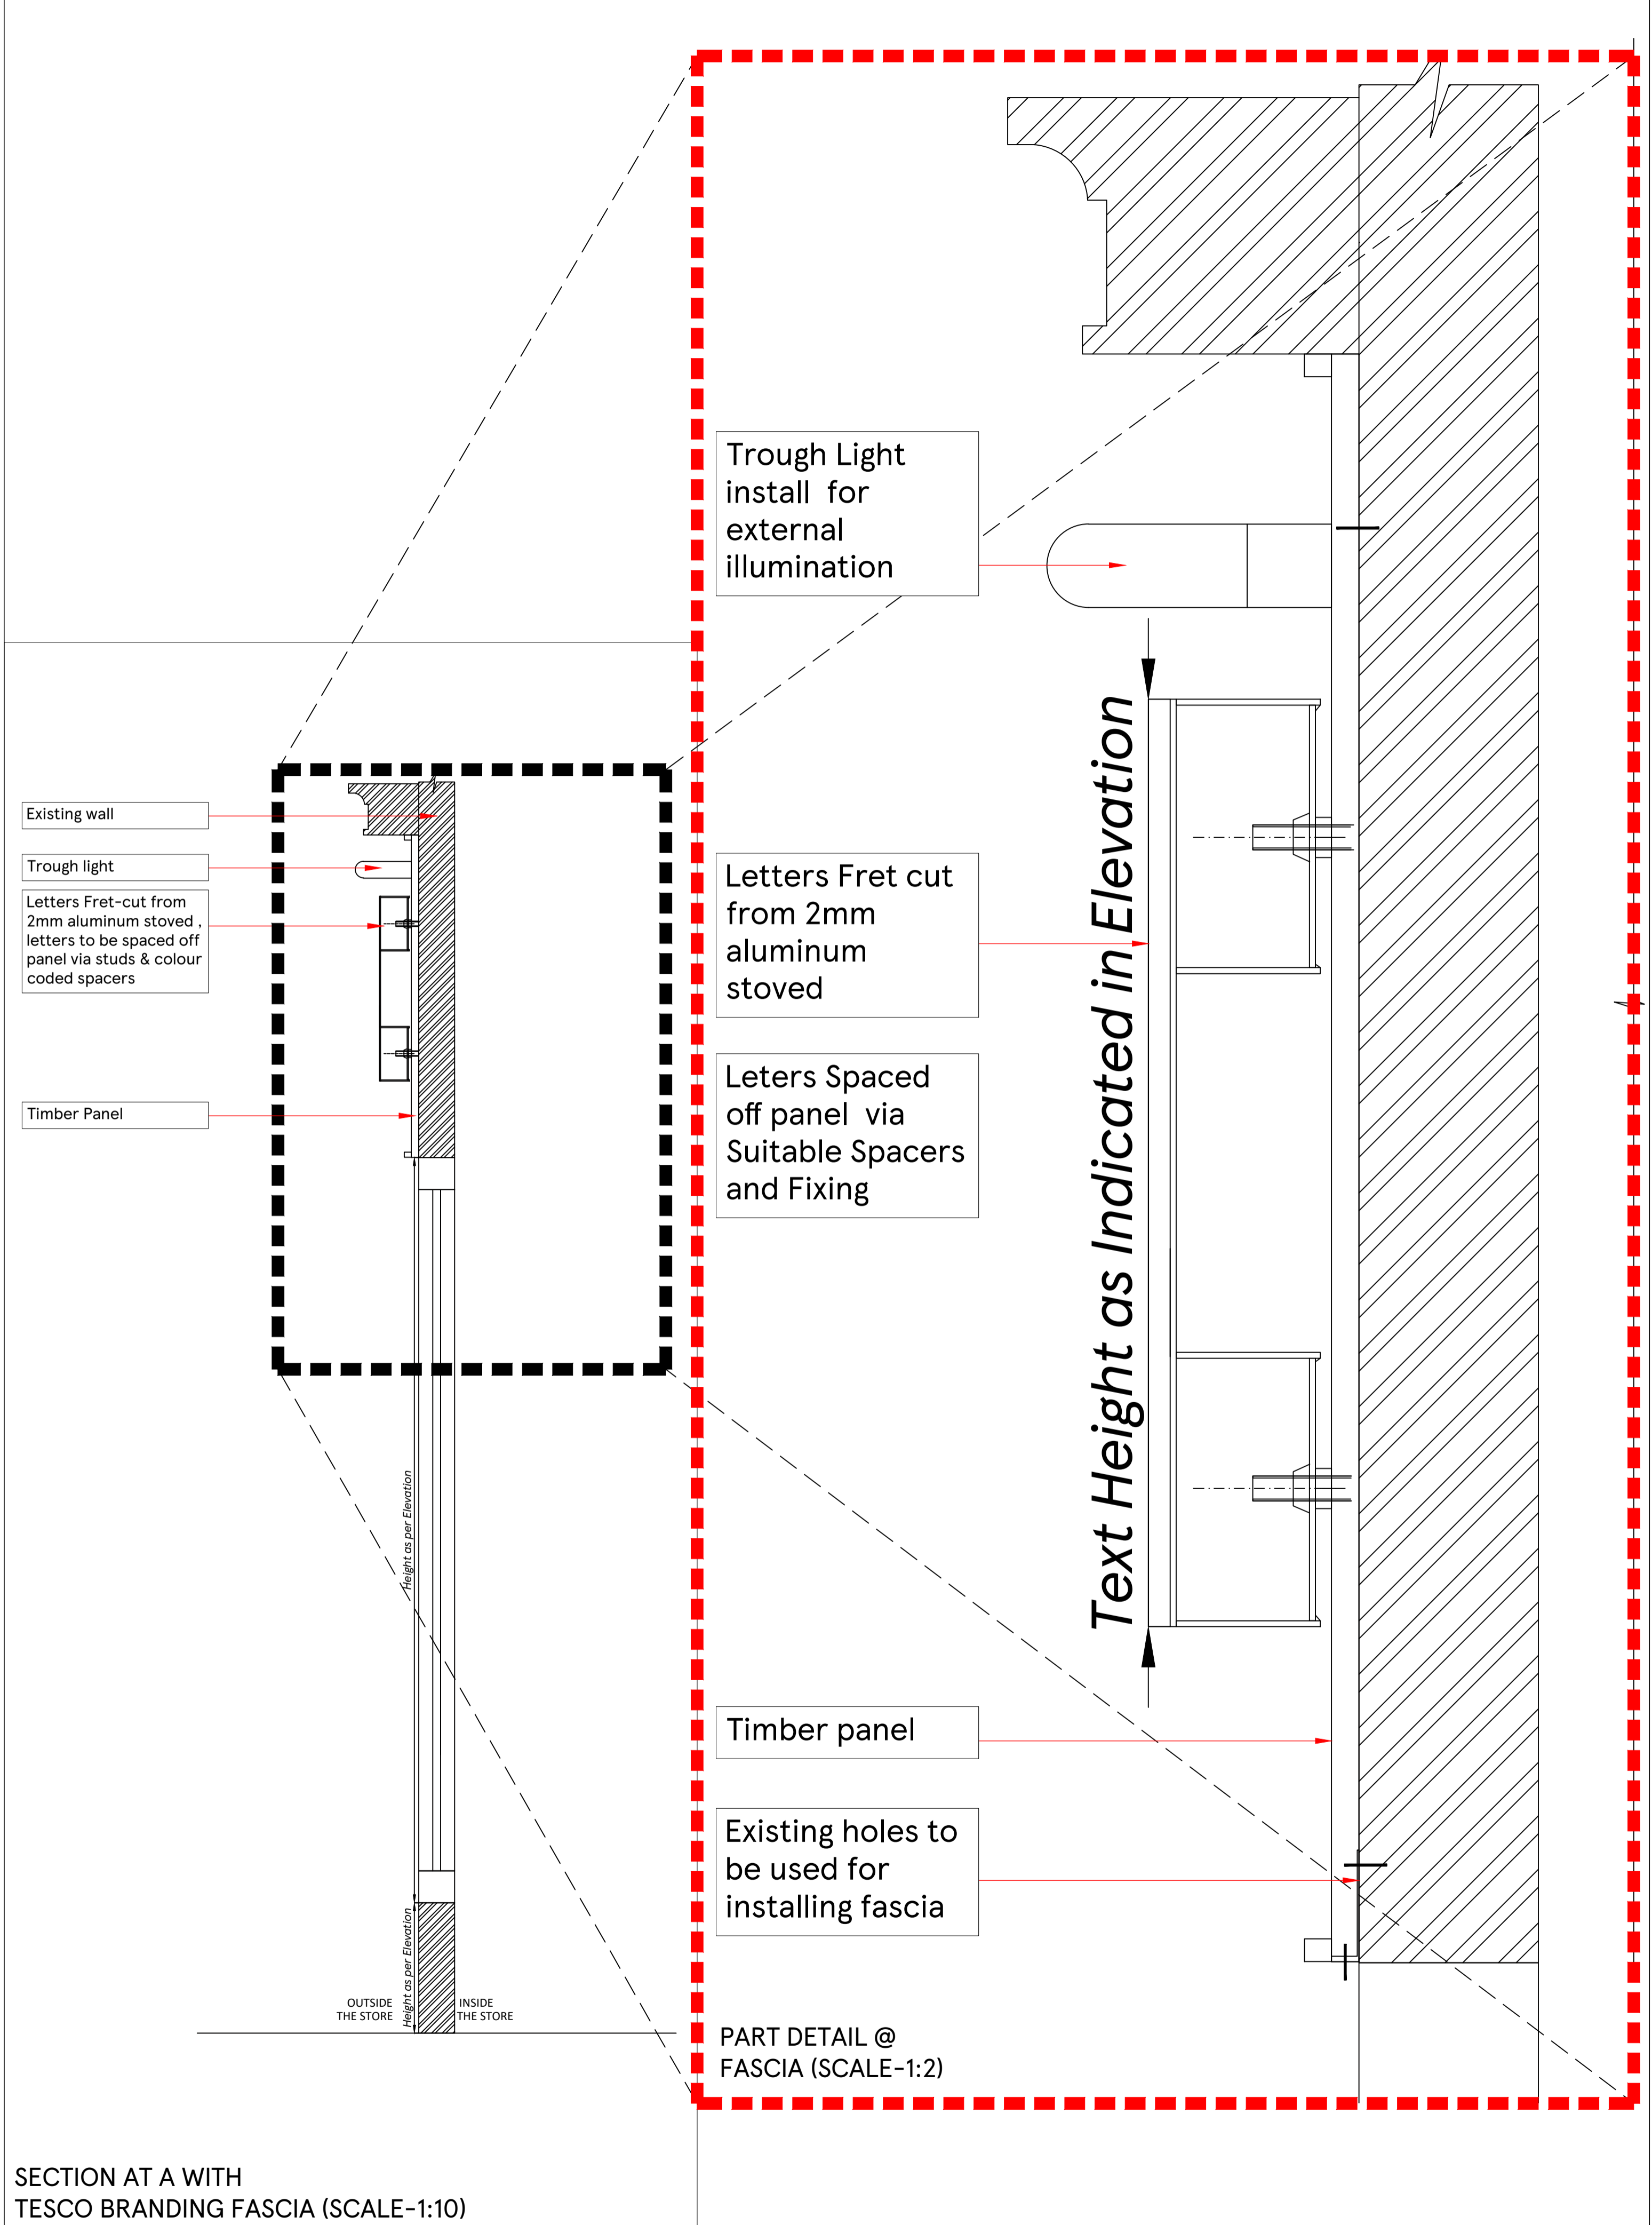 Existing wall
Trough light
Letters Fret-cut from
2mm aluminum stoved ,
letters to be spaced off
panel via studs & colour
coded spacers
Timber Panel
Height as per Elevation
Height as per Elevation
OUTSIDE
THE STORE
INSIDE
THE STORE
SECTION AT A WITH
TESCO BRANDING FASCIA (SCALE-1:10)
Trough Light
install for
external
illumination
Letters Fret cut
from 2mm
aluminum
stoved
Leters Spaced
off panel via
Suitable Spacers
and Fixing
Text Height as Indicated in Elevation
Timber panel
Existing holes to
be used for
installing fascia
PART DETAIL @
FASCIA (SCALE-1:2)